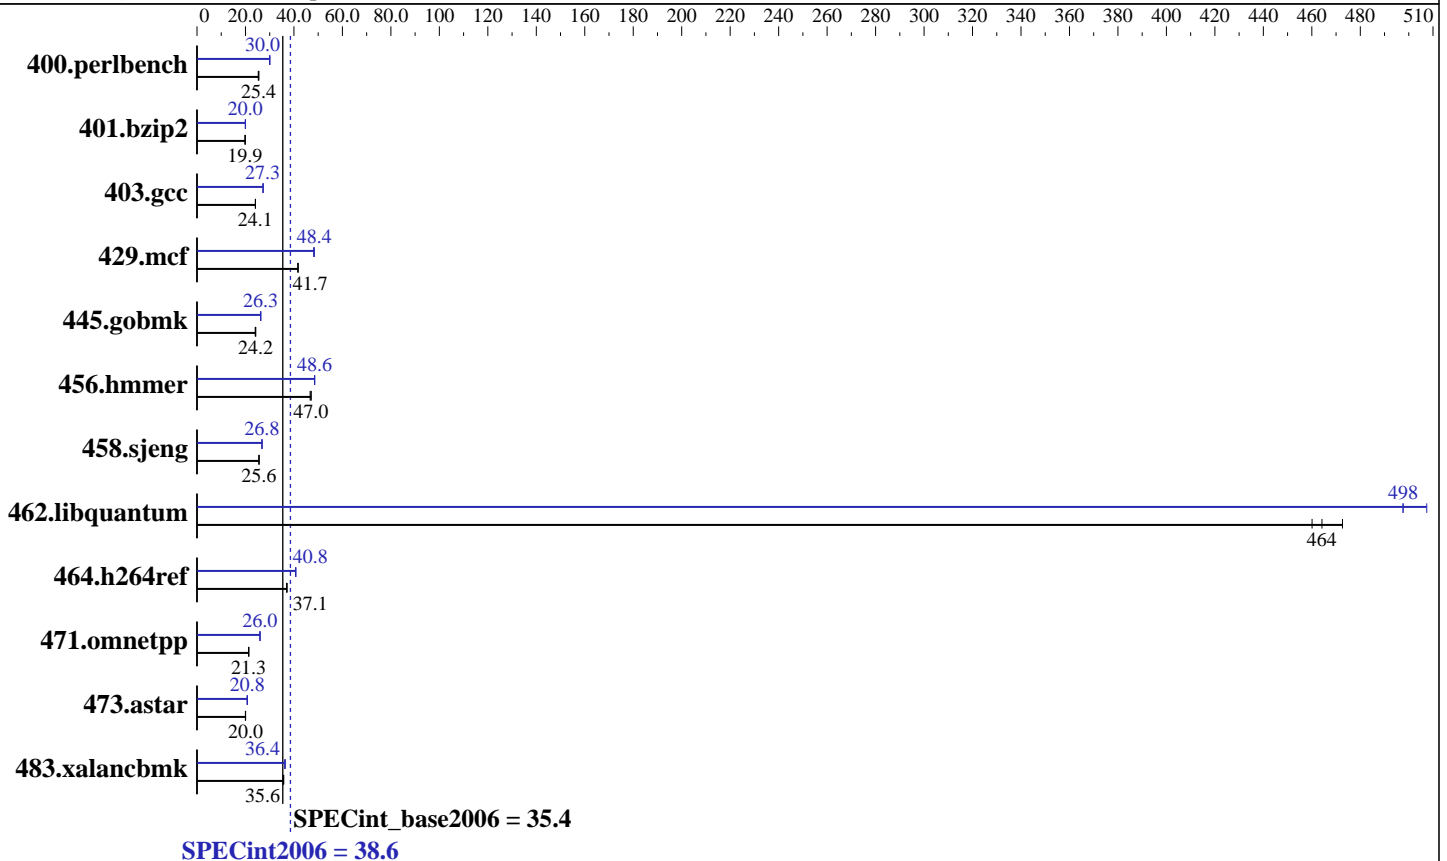 0 20.0 40.0 60.0 80.0 100 120 140 160 180 200 220 240 260 280 300 320 340 360 380 400 420 440 460 480 510
30.0
400.perlbench
25.4
20.0
401.bzip2
19.9
27.3
403.gcc
24.1
48.4
429.mcf
41.7
26.3
445.gobmk
24.2
48.6
456.hmmer
47.0
26.8
458.sjeng
25.6
498
462.libquantum
464
40.8
464.h264ref
37.1
26.0
471.omnetpp
21.3
20.8
473.astar
20.0
36.4
483.xalancbmk
35.6
SPECint_base2006 = 35.4
SPECint2006 = 38.6